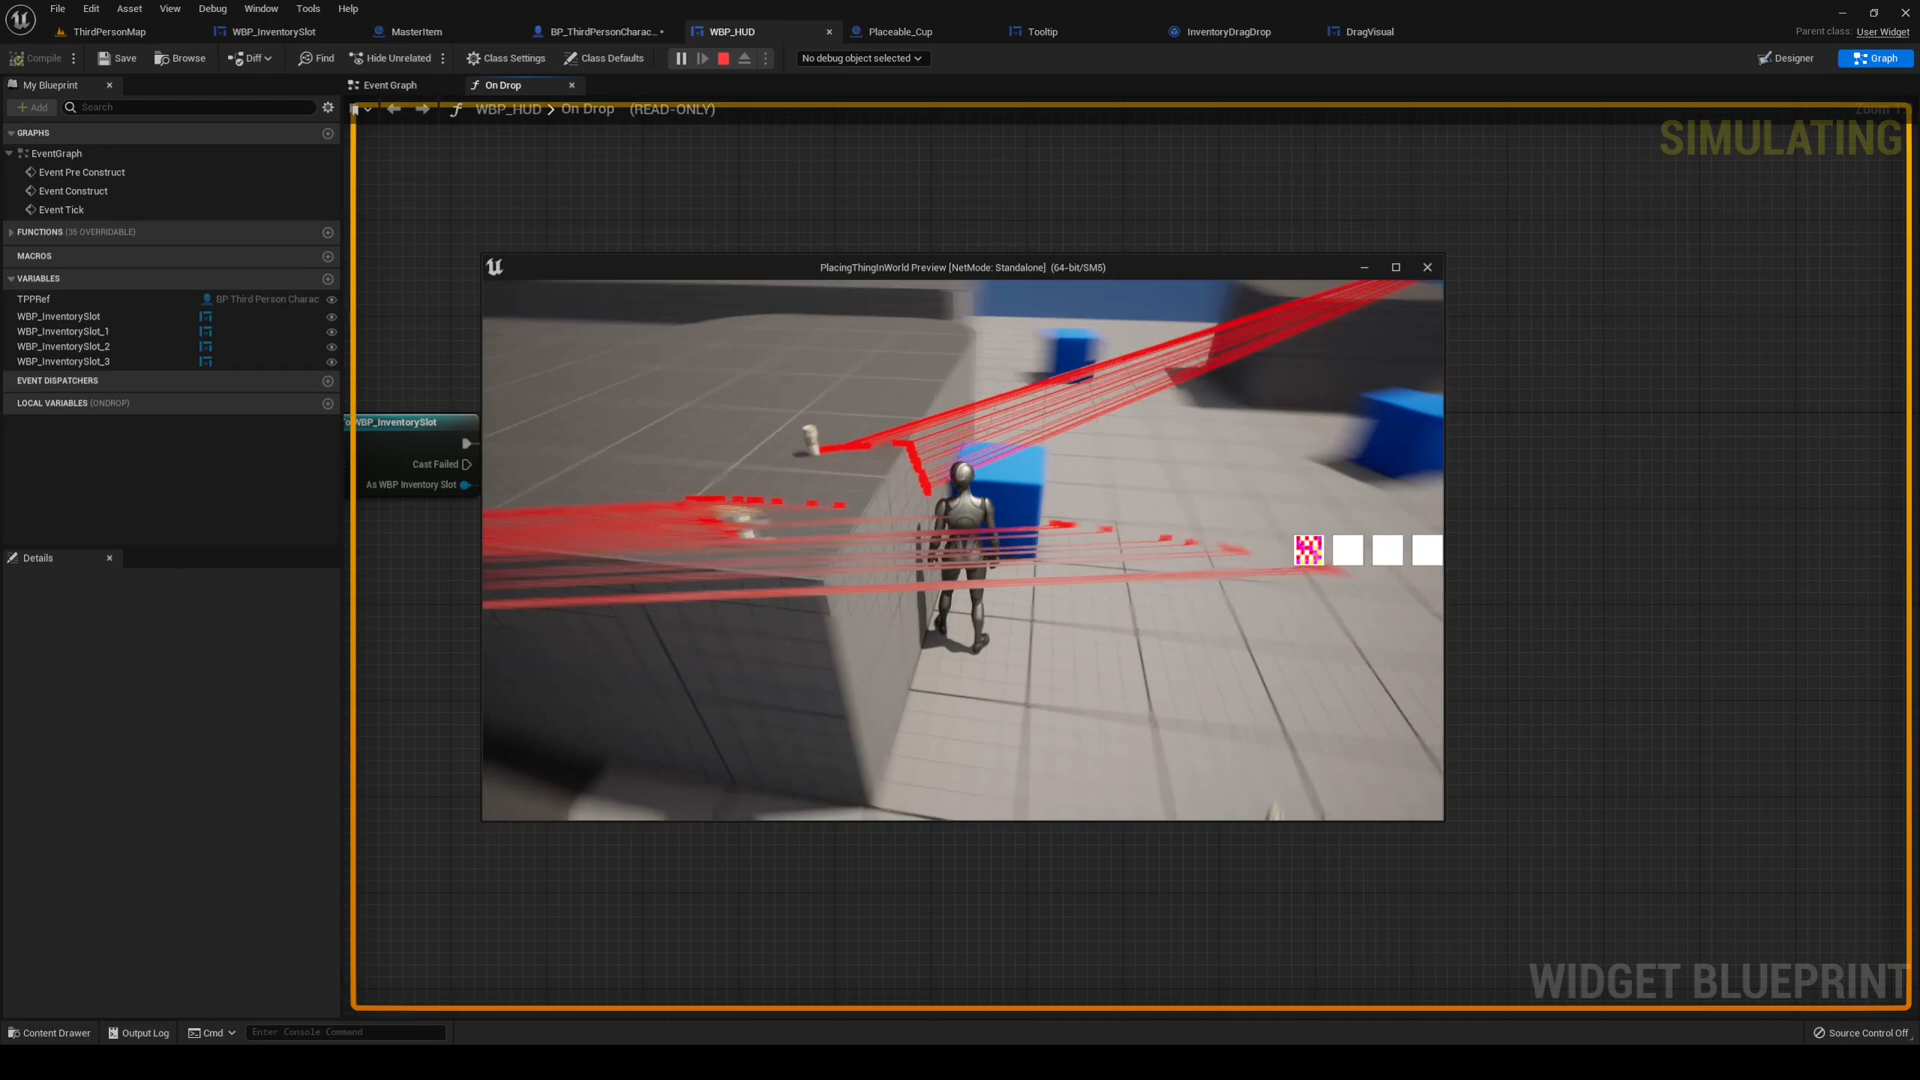 File Edit Asset View Debug Window Tools Help
ThirdPersonMap WBP_InventorySlot MasterItem BP_ThirdPersonCharac...• WBP_HUD Placeable_Cup Tooltip InventoryDragDrop DragVisual Parent class: User Widget
Compile Save Browse Diff Find Hide Unrelated Class Settings Class Defaults No debug object selected Designer Graph
My Blueprint Event Graph On Drop
+ Add Search WBP_HUD > On Drop (READ-ONLY)
GRAPHS
SIMULATING
EventGraph
Event Pre Construct
Event Construct
Event Tick
FUNCTIONS (35 OVERRIDABLE)
MACROS
VARIABLES
PlacingThingInWorld Preview [NetMode: Standalone] (64-bit/SM5)
TPPRef BP Third Person Charac
WBP_InventorySlot
WBP_InventorySlot_1
WBP_InventorySlot_2
WBP_InventorySlot_3
EVENT DISPATCHERS
LOCAL VARIABLES (ONDROP)
WBP_InventorySlot
Cast Failed
As WBP Inventory Slot
Details
WIDGET BLUEPRINT
Content Drawer Output Log Cmd Enter Console Command Source Control Off